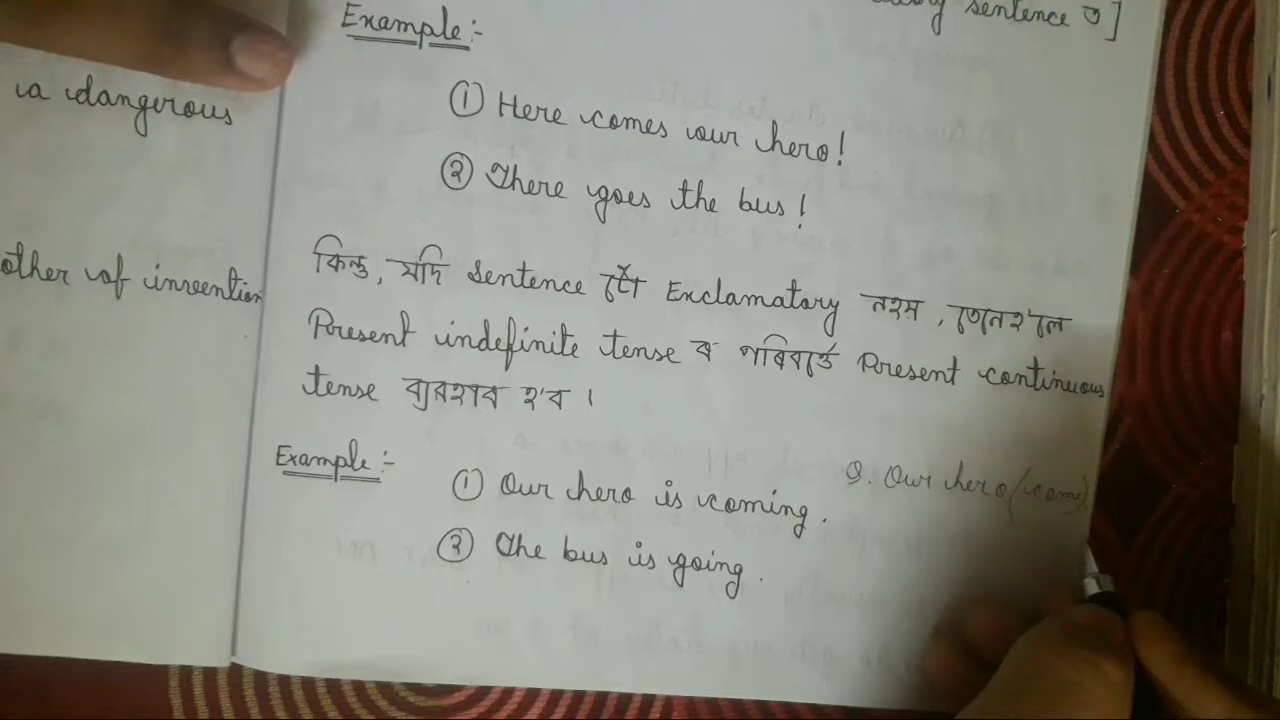 sentence ত]
Example :-
① Here comes our hero!
② There goes the bus!
কিন্তু, যদি sentence টো Exclamatory নহয়, তেনেহ'লে
Present indefinite tense ৰ পৰিবৰ্তে Present continuous
tense ব্যৱহাৰ হ'ব ।
Example :-
① Our hero is coming.
② The bus is going.
Q. Our hero (come).
a dangerous
other of invention